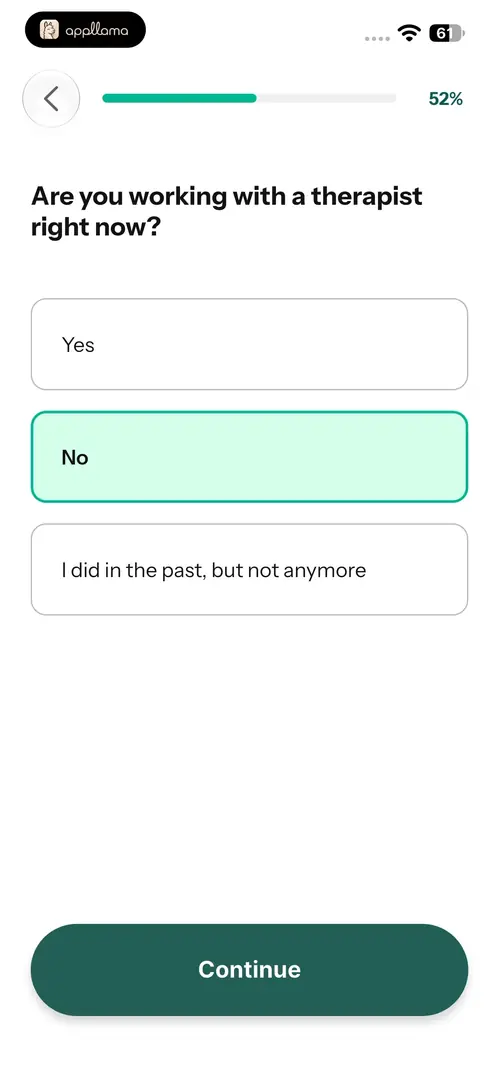 appllama
61
52%
Are you working with a therapist
right now?
Yes
No
I did in the past, but not anymore
Continue